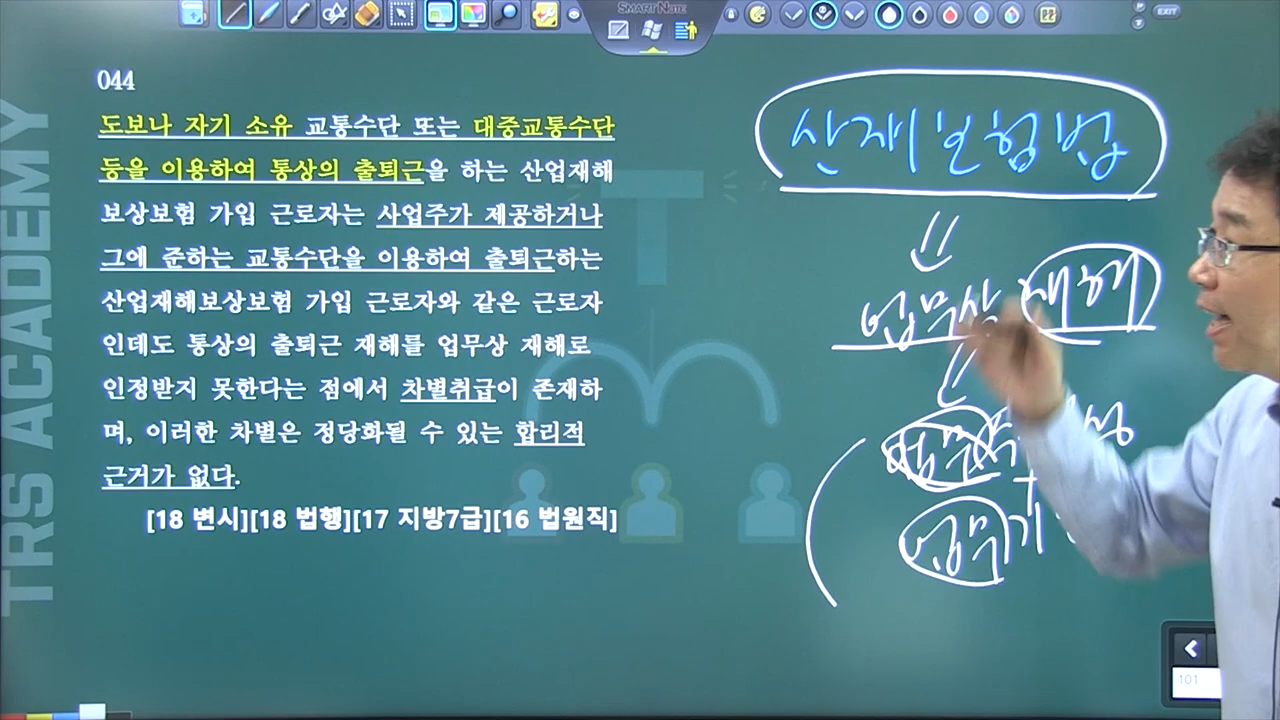 SMART NOTE
EXIT
044
도보나 자기 소유 교통수단 또는 대중교통수단
등을 이용하여 통상의 출퇴근을 하는 산업재해
보상보험 가입 근로자는 사업주가 제공하거나
그에 준하는 교통수단을 이용하여 출퇴근하는
산업재해보상보험 가입 근로자와 같은 근로자
인데도 통상의 출퇴근 재해를 업무상 재해로
인정받지 못한다는 점에서 차별취급이 존재하
며, 이러한 차별은 정당화될 수 있는 합리적
근거가 없다.
[18 변시][18 법행][17 지방7급][16 법원직]
산재보험법
업무상 재해
업무
업무기
TRS ACADEMY
101